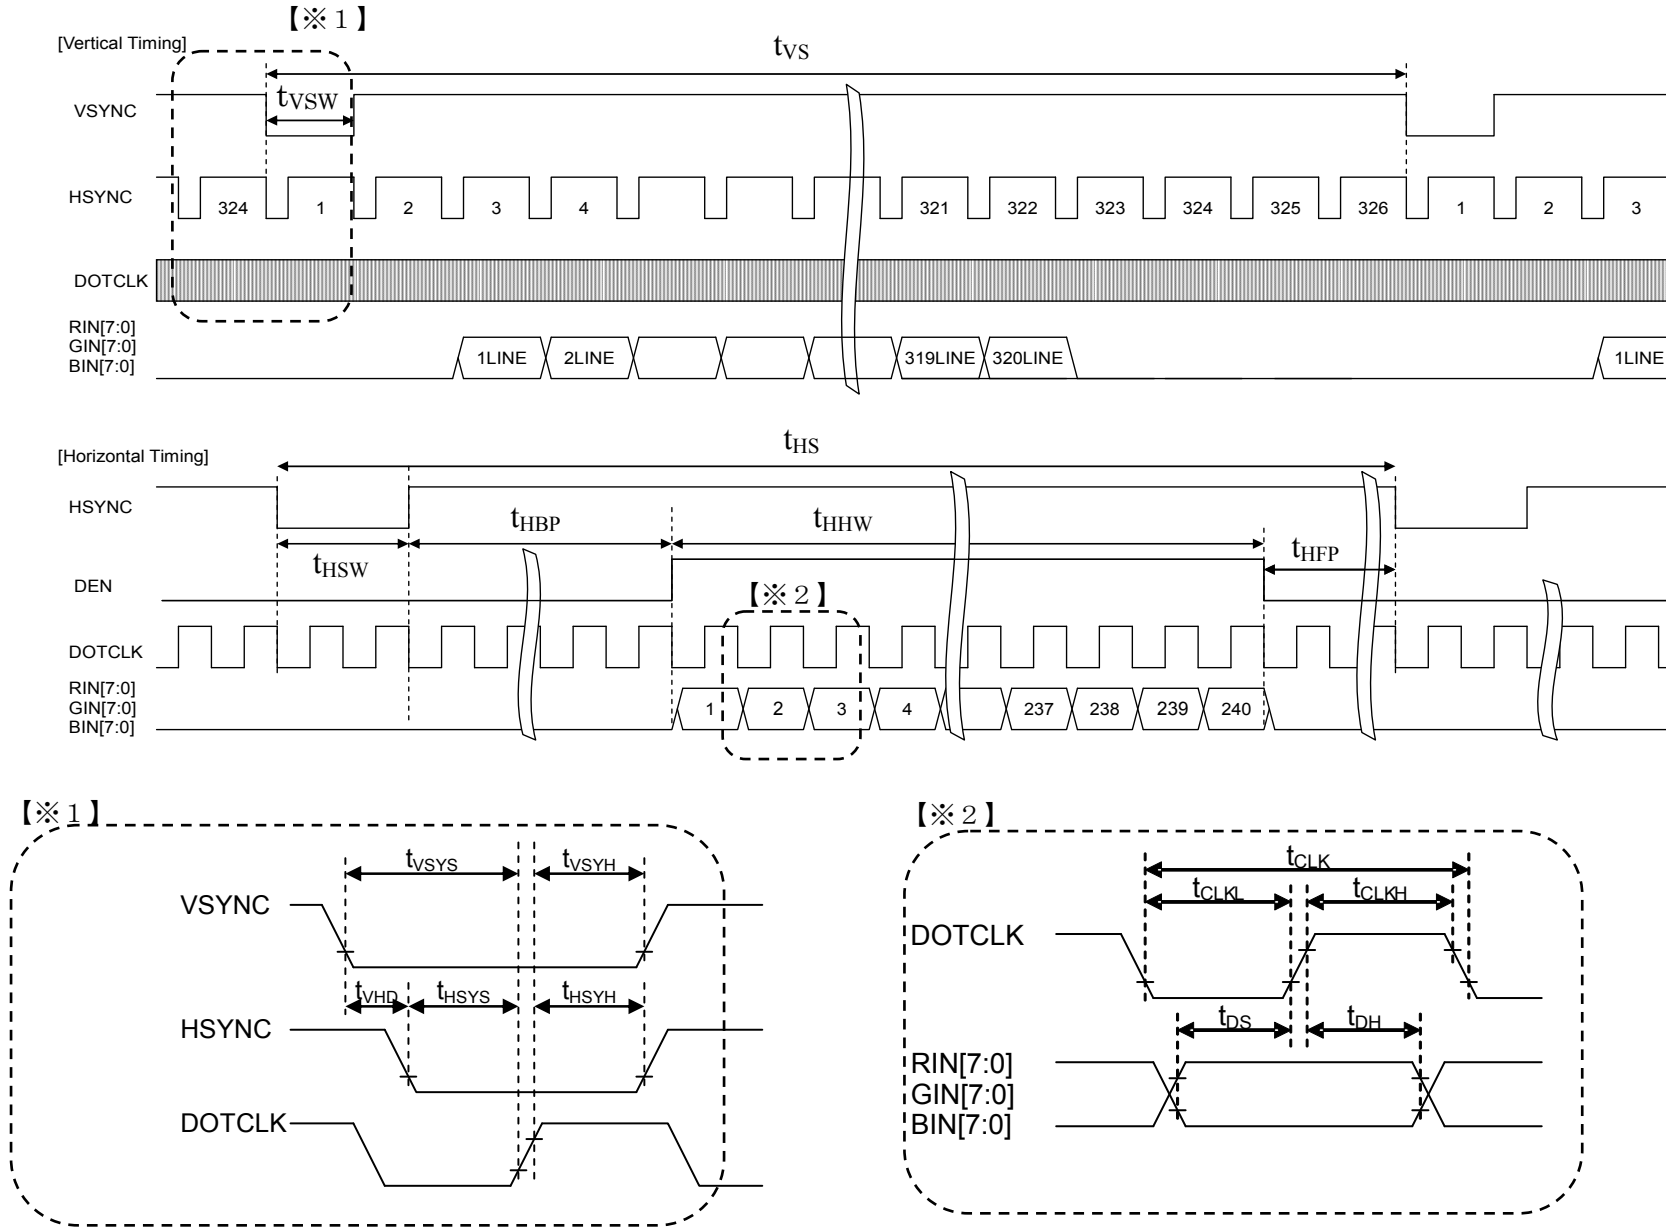 【※１】
[Vertical Timing]
tVS
tVSW
VSYNC
HSYNC
324 1 2 3 4 321 322 323 324 325 326 1 2 3
DOTCLK
RIN[7:0]
GIN[7:0]
BIN[7:0]
1LINE 2LINE 319LINE 320LINE 1LINE
[Horizontal Timing]
tHS
HSYNC
tHBP tHHW
tHSW tHFP
DEN
【※２】
DOTCLK
RIN[7:0]
GIN[7:0]
BIN[7:0]
1 2 3 4 237 238 239 240
【※１】
tVSYS tVSYH
VSYNC
tVHD tHSYS tHSYH
HSYNC
DOTCLK
【※２】
tCLK
tCLKL tCLKH
DOTCLK
tDS tDH
RIN[7:0]
GIN[7:0]
BIN[7:0]